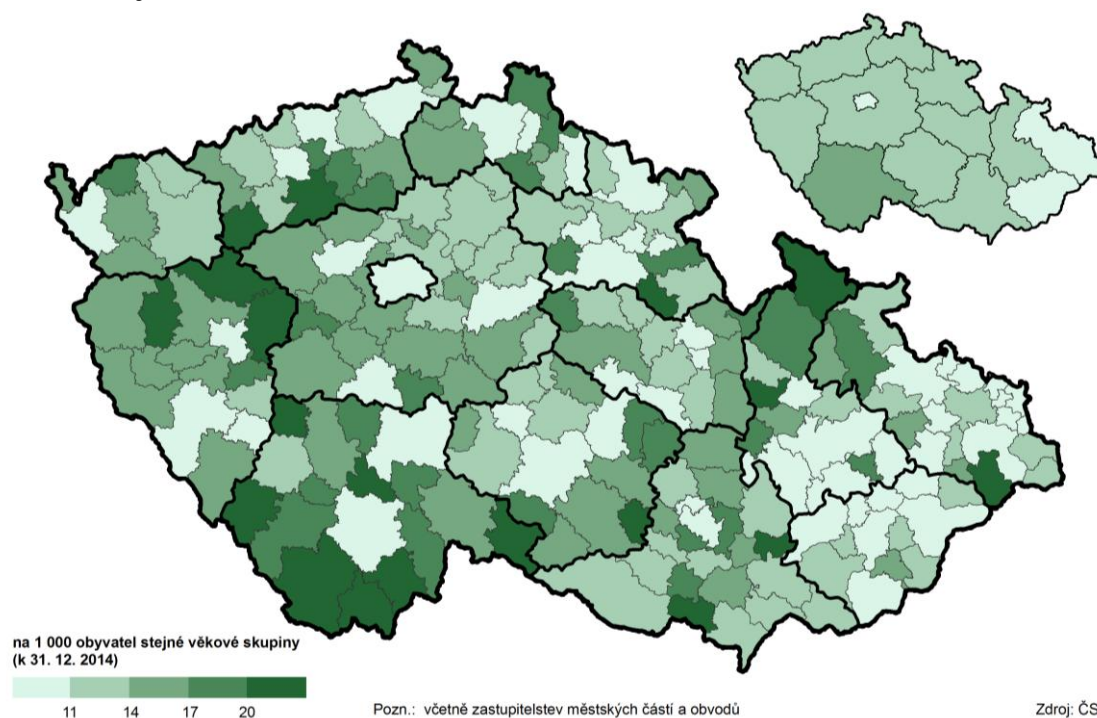 na 1 000 obyvatel stejné věkové skupiny
(k 31. 12. 2014)
11 14 17 20
Pozn.: včetně zastupitelstev městských částí a obvodů
Zdroj: ČS